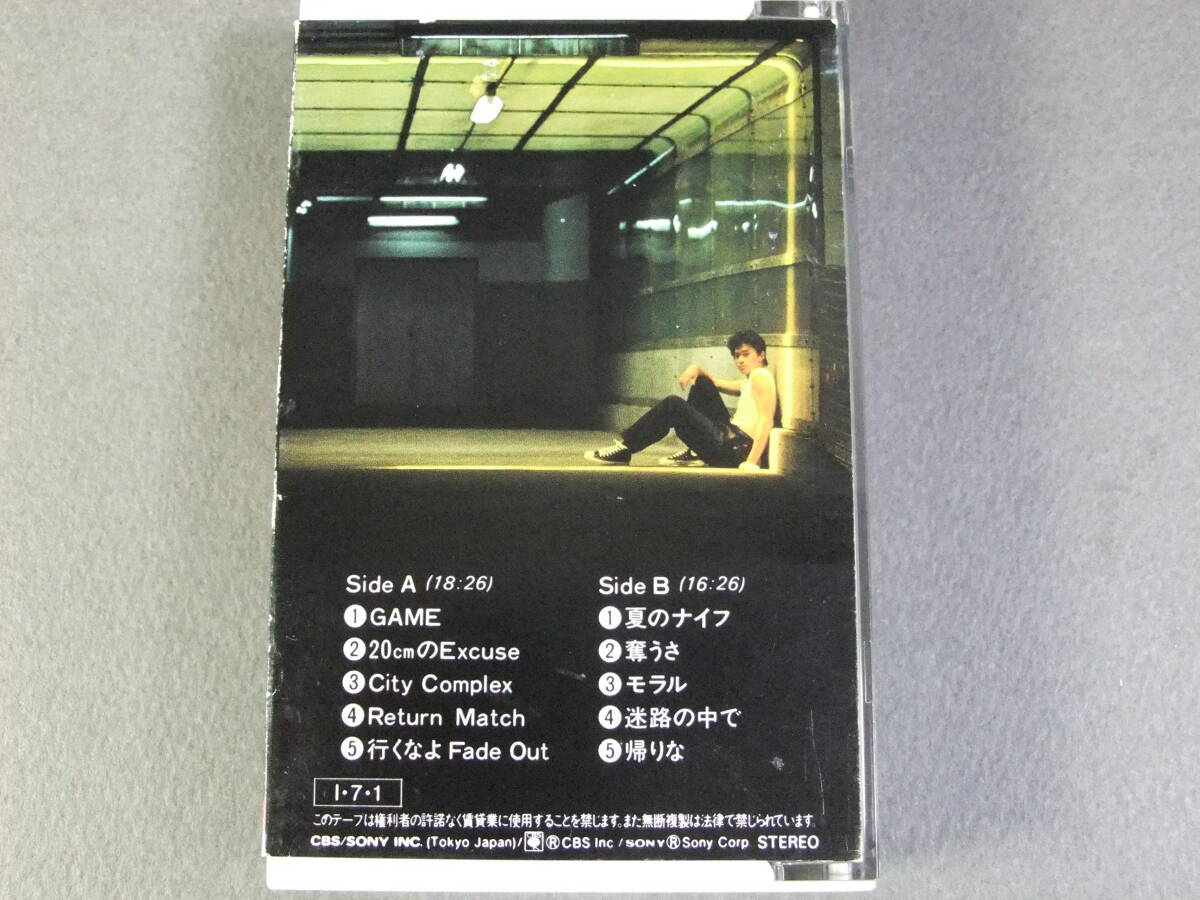 Side A (18:26)
❶GAME
❷20cmのExcuse
❸City Complex
❹Return Match
❺行くなよ Fade Out
Side B (16:26)
❶夏のナイフ
❷奪うさ
❸モラル
❹迷路の中で
❺帰りな
I・7・1
このテープは権利者の許諾なく賃貸業に使用することを禁じます。また無断複製は法律で禁じられています。
CBS/SONY INC. (Tokyo Japan)/ⓇCBS Inc / SONYⓇSony Corp STEREO